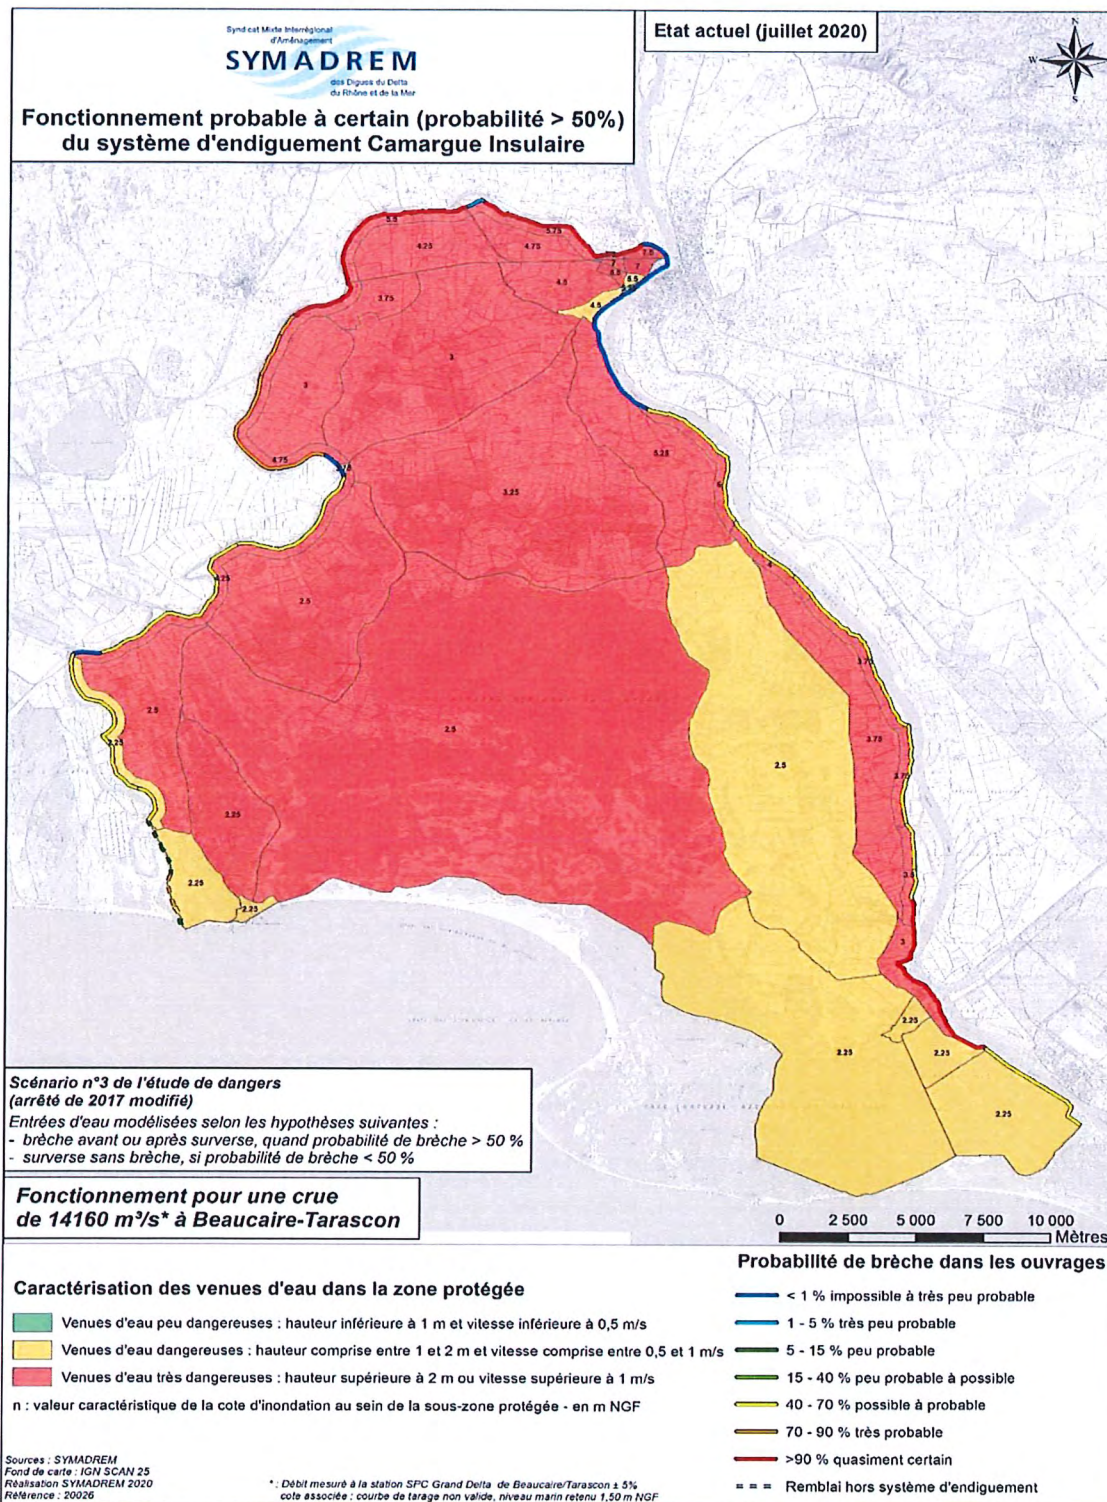 Syndicat Mixte Interrégional
d'Aménagement
SYMADREM
des Digues du Delta
du Rhône et de la Mer
Fonctionnement probable à certain (probabilité > 50%)
du système d'endiguement Camargue Insulaire
Etat actuel (juillet 2020)
N
W
E
S
5.5
4.25
5.75
4.75
7.5
7
7
6.5
5.5
4.5
4.5
3.75
3
3
4.75
5.25
6
3.25
4
4.25
2.5
3.75
2.5
2.25
2.5
2.5
3.75
3.75
2.25
3.5
2.25
2.25
3
2.25
2.25
2.25
2.25
Scénario n°3 de l'étude de dangers
(arrêté de 2017 modifié)
Entrées d'eau modélisées selon les hypothèses suivantes :
- brèche avant ou après surverse, quand probabilité de brèche > 50 %
- surverse sans brèche, si probabilité de brèche < 50 %
Fonctionnement pour une crue
de 14160 m³/s* à Beaucaire-Tarascon
0 2 500 5 000 7 500 10 000
Mètres
Caractérisation des venues d'eau dans la zone protégée
Venues d'eau peu dangereuses : hauteur inférieure à 1 m et vitesse inférieure à 0,5 m/s
Venues d'eau dangereuses : hauteur comprise entre 1 et 2 m et vitesse comprise entre 0,5 et 1 m/s
Venues d'eau très dangereuses : hauteur supérieure à 2 m ou vitesse supérieure à 1 m/s
n : valeur caractéristique de la cote d'inondation au sein de la sous-zone protégée - en m NGF
Probabilité de brèche dans les ouvrages
< 1 % impossible à très peu probable
1 - 5 % très peu probable
5 - 15 % peu probable
15 - 40 % peu probable à possible
40 - 70 % possible à probable
70 - 90 % très probable
>90 % quasiment certain
Remblai hors système d'endiguement
Sources : SYMADREM
Fond de carte : IGN SCAN 25
Réalisation SYMADREM 2020
Référence : 20026
* : Débit mesuré à la station SPC Grand Delta de Beaucaire/Tarascon ± 5%
cote associée : courbe de tarage non valide, niveau marin retenu 1,50 m NGF